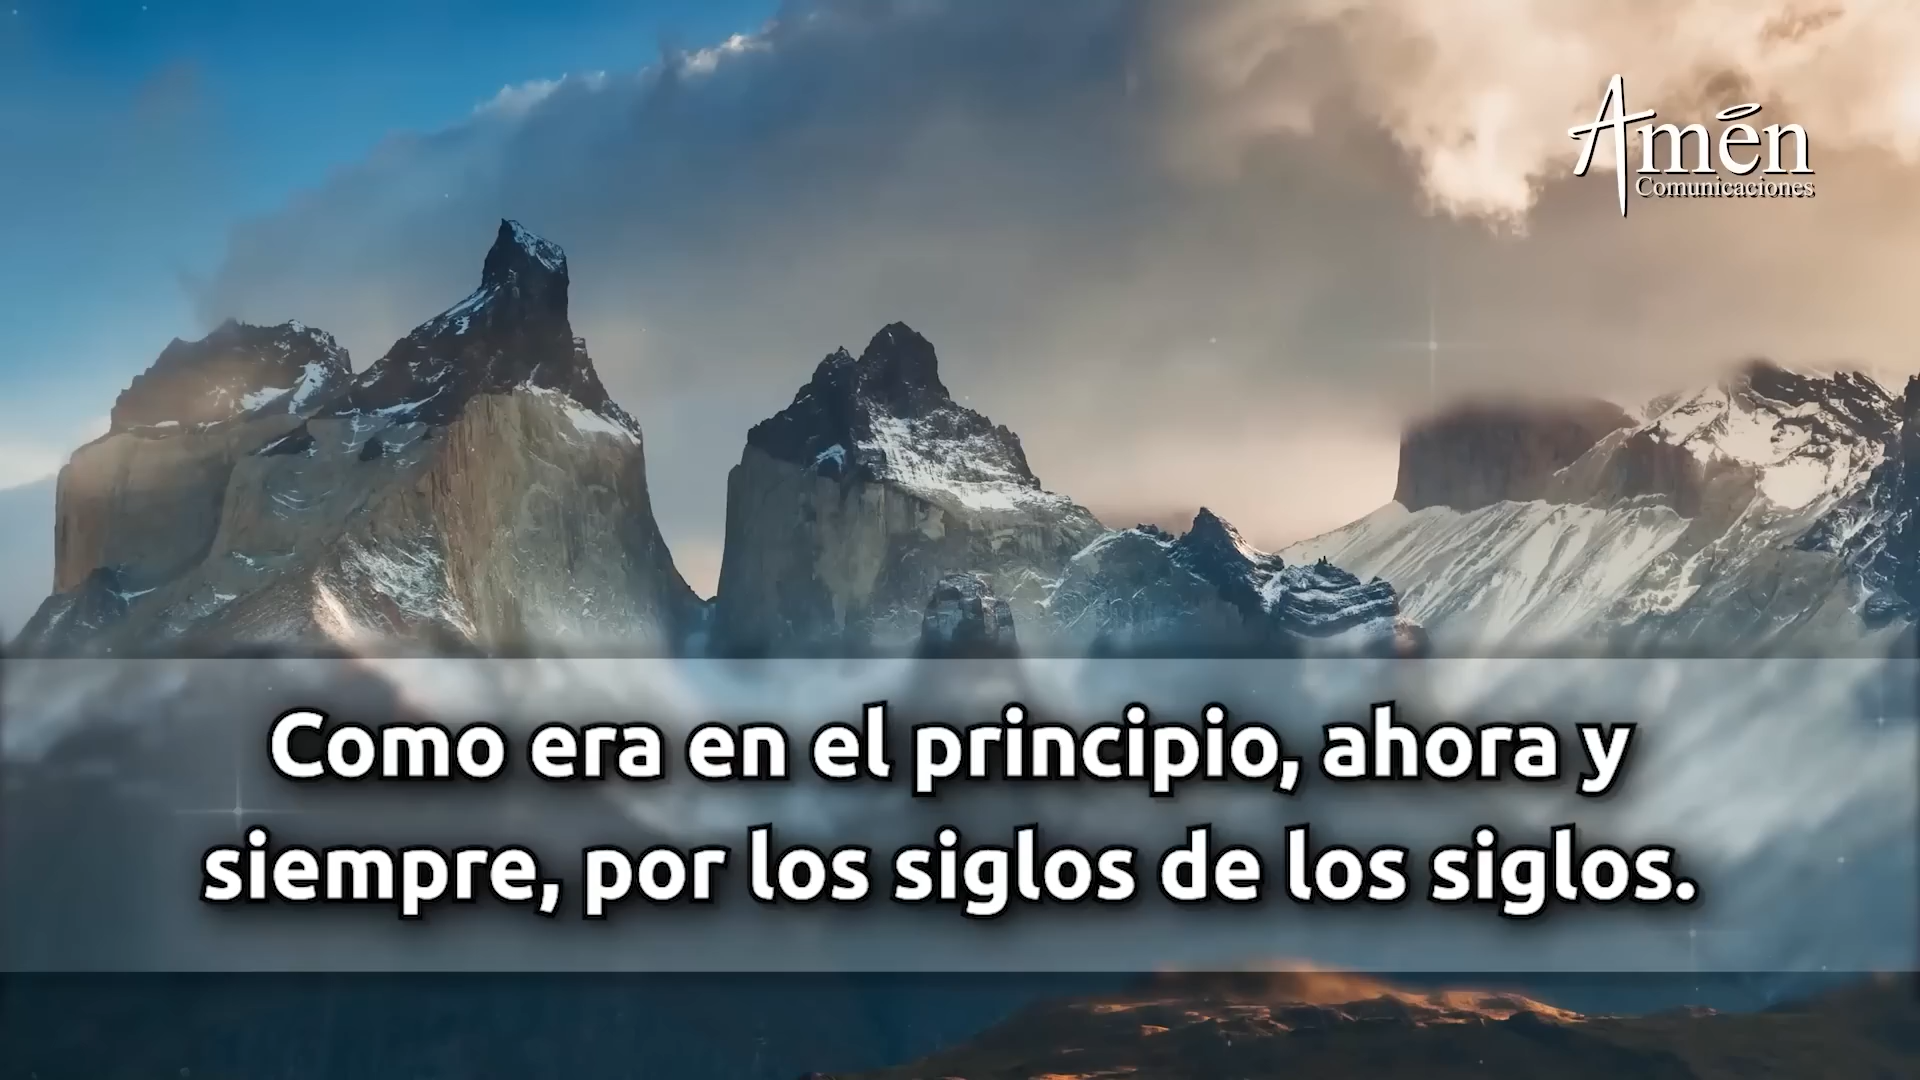 Amén
Comunicaciones
Como era en el principio, ahora y
siempre, por los siglos de los siglos.